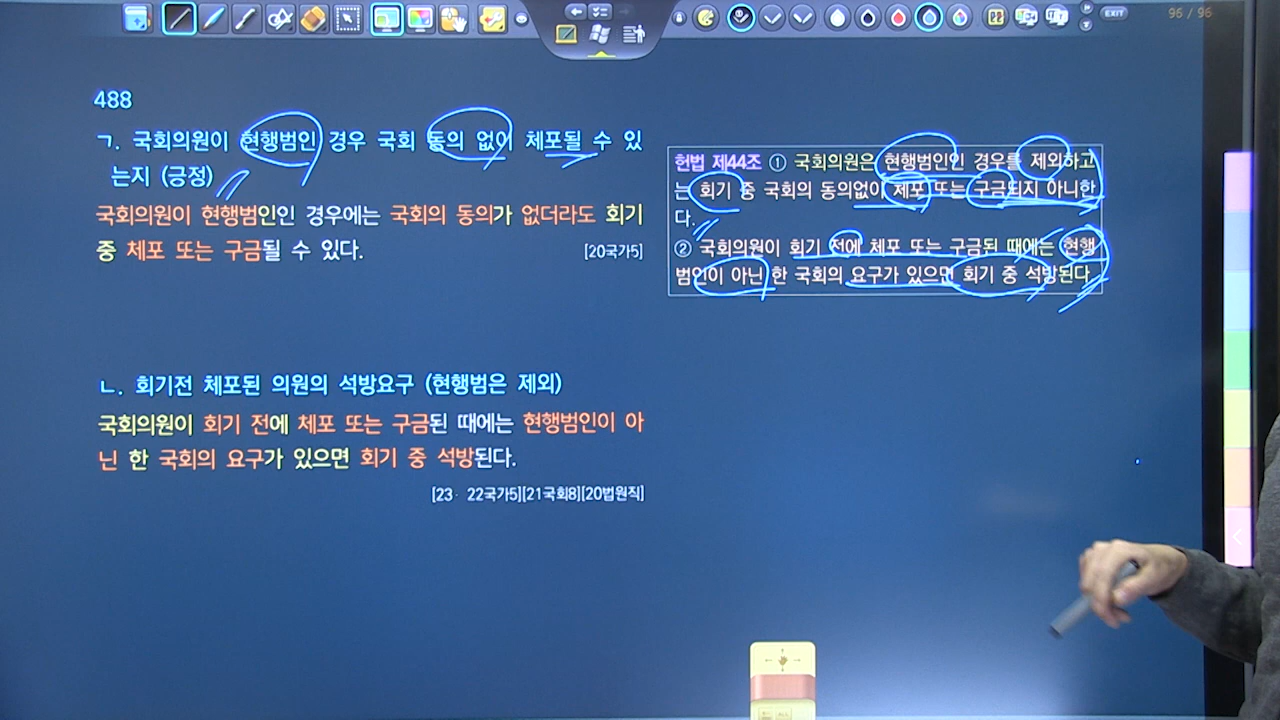 EXIT
96 / 96
488
ㄱ. 국회의원이 현행범인 경우 국회 동의 없이 체포될 수 있
는지 (긍정)
국회의원이 현행범인인 경우에는 국회의 동의가 없더라도 회기
중 체포 또는 구금될 수 있다.
[20국가5]
헌법 제44조 ① 국회의원은 현행범인인 경우를 제외하고
는 회기 중 국회의 동의없이 체포 또는 구금되지 아니한
다.
② 국회의원이 회기 전에 체포 또는 구금된 때에는 현행
범인이 아닌 한 국회의 요구가 있으면 회기 중 석방된다.
ㄴ. 회기전 체포된 의원의 석방요구 (현행범은 제외)
국회의원이 회기 전에 체포 또는 구금된 때에는 현행범인이 아
닌 한 국회의 요구가 있으면 회기 중 석방된다.
[23· 22국가5][21국회8][20법원직]